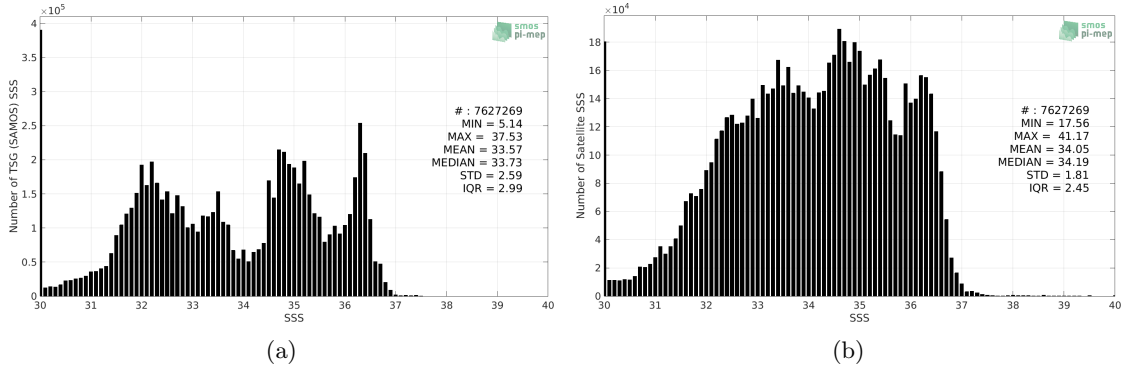 ×10⁵
4
3.5
3
2.5
2
1.5
1
0.5
0
Number of TSG (SAMOS) SSS
smos
pi-mep
# : 7627269
MIN = 5.14
MAX = 37.53
MEAN = 33.57
MEDIAN = 33.73
STD = 2.59
IQR = 2.99
30 31 32 33 34 35 36 37 38 39 40
SSS
(a)
×10⁴
18
16
14
12
10
8
6
4
2
0
Number of Satellite SSS
smos
pi-mep
# : 7627269
MIN = 17.56
MAX = 41.17
MEAN = 34.05
MEDIAN = 34.19
STD = 1.81
IQR = 2.45
30 31 32 33 34 35 36 37 38 39 40
SSS
(b)